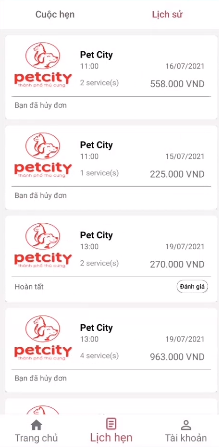 Cuộc hẹn
Lịch sử
petcity
thành phố thú cưng
Pet City
11:00 16/07/2021
2 service(s) 558.000 VND
Bạn đã hủy đơn
petcity
thành phố thú cưng
Pet City
11:00 15/07/2021
1 service(s) 225.000 VND
Bạn đã hủy đơn
petcity
thành phố thú cưng
Pet City
13:00 19/07/2021
2 service(s) 270.000 VND
Hoàn tất Đánh giá
petcity
thành phố thú cưng
Pet City
13:00 19/07/2021
4 service(s) 963.000 VND
Bạn đã hủy đơn
Trang chủ Lịch hẹn Tài khoản